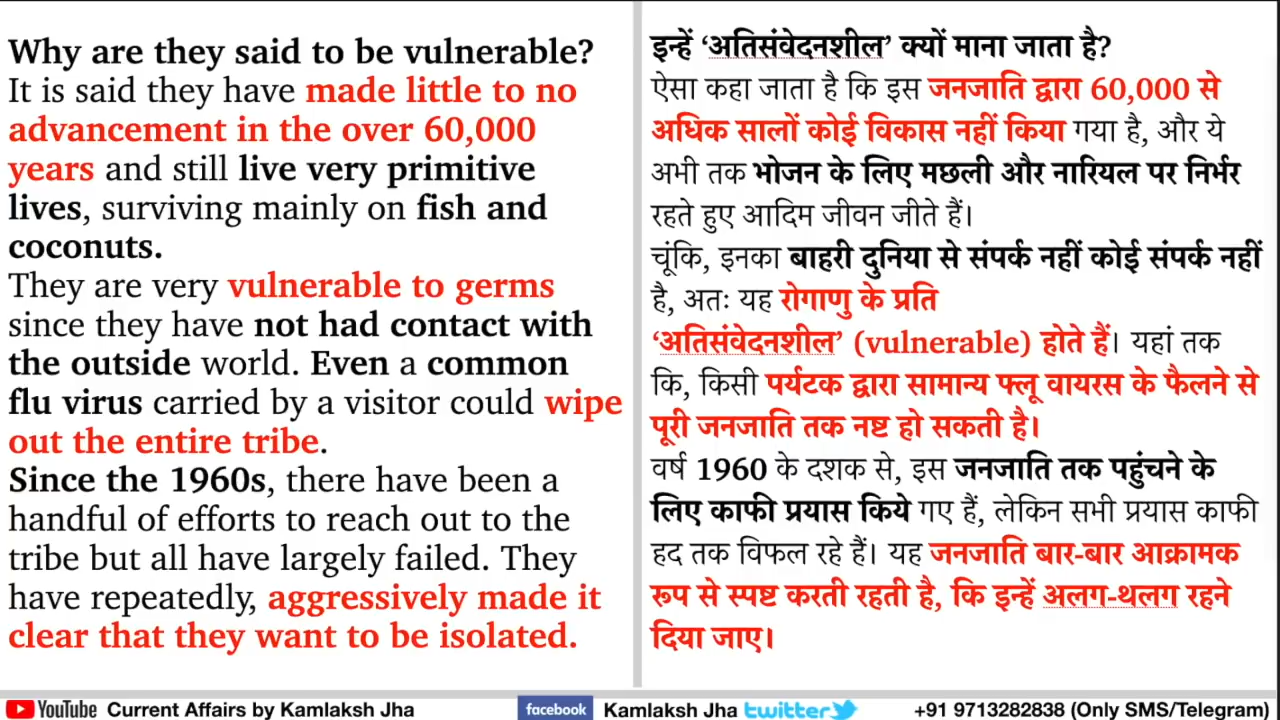 Why are they said to be vulnerable?
It is said they have made little to no
advancement in the over 60,000
years and still live very primitive
lives, surviving mainly on fish and
coconuts.
They are very vulnerable to germs
since they have not had contact with
the outside world. Even a common
flu virus carried by a visitor could wipe
out the entire tribe.
Since the 1960s, there have been a
handful of efforts to reach out to the
tribe but all have largely failed. They
have repeatedly, aggressively made it
clear that they want to be isolated.
इन्हें ‘अतिसंवेदनशील’ क्यों माना जाता है?
ऐसा कहा जाता है कि इस जनजाति द्वारा 60,000 से
अधिक सालों कोई विकास नहीं किया गया है, और ये
अभी तक भोजन के लिए मछली और नारियल पर निर्भर
रहते हुए आदिम जीवन जीते हैं।
चूंकि, इनका बाहरी दुनिया से संपर्क नहीं कोई संपर्क नहीं
है, अतः यह रोगाणु के प्रति
‘अतिसंवेदनशील’ (vulnerable) होते हैं। यहां तक
कि, किसी पर्यटक द्वारा सामान्य फ्लू वायरस के फैलने से
पूरी जनजाति तक नष्ट हो सकती है।
वर्ष 1960 के दशक से, इस जनजाति तक पहुंचने के
लिए काफी प्रयास किये गए हैं, लेकिन सभी प्रयास काफी
हद तक विफल रहे हैं। यह जनजाति बार-बार आक्रामक
रूप से स्पष्ट करती रहती है, कि इन्हें अलग-थलग रहने
दिया जाए।
YouTube Current Affairs by Kamlaksh Jha facebook Kamlaksh Jha twitter +91 9713282838 (Only SMS/Telegram)